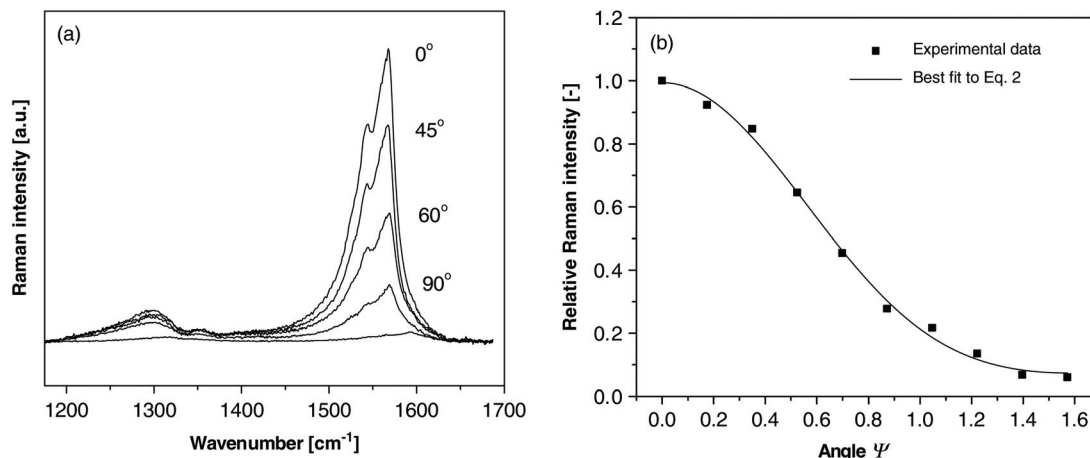 (a)
0°
45°
60°
90°
Raman intensity [a.u.]
1200 1300 1400 1500 1600 1700
Wavenumber [cm⁻¹]
(b)
Experimental data
Best fit to Eq. 2
Relative Raman intensity [-]
1.2
1.0
0.8
0.6
0.4
0.2
0.0
0.0 0.2 0.4 0.6 0.8 1.0 1.2 1.4 1.6
Angle Ψ